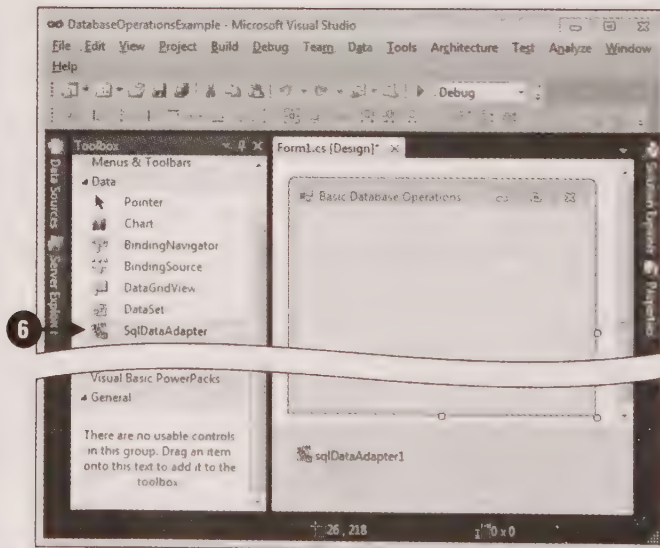 DatabaseOperationsExample - Microsoft Visual Studio
File Edit View Project Build Debug Team Data Tools Architecture Test Analyze Window
Help
Debug
Data Sources
Server Explorer
Toolbox
Menus & Toolbars
Data
Pointer
Chart
BindingNavigator
BindingSource
DataGridView
DataSet
6
SqlDataAdapter
Visual Basic PowerPacks
General
There are no usable controls
in this group. Drag an item
onto this text to add it to the
toolbox
Form1.cs [Design]*
Basic Database Operations
sqlDataAdapter1
Solution Explorer
Properties
26 , 218
0 x 0